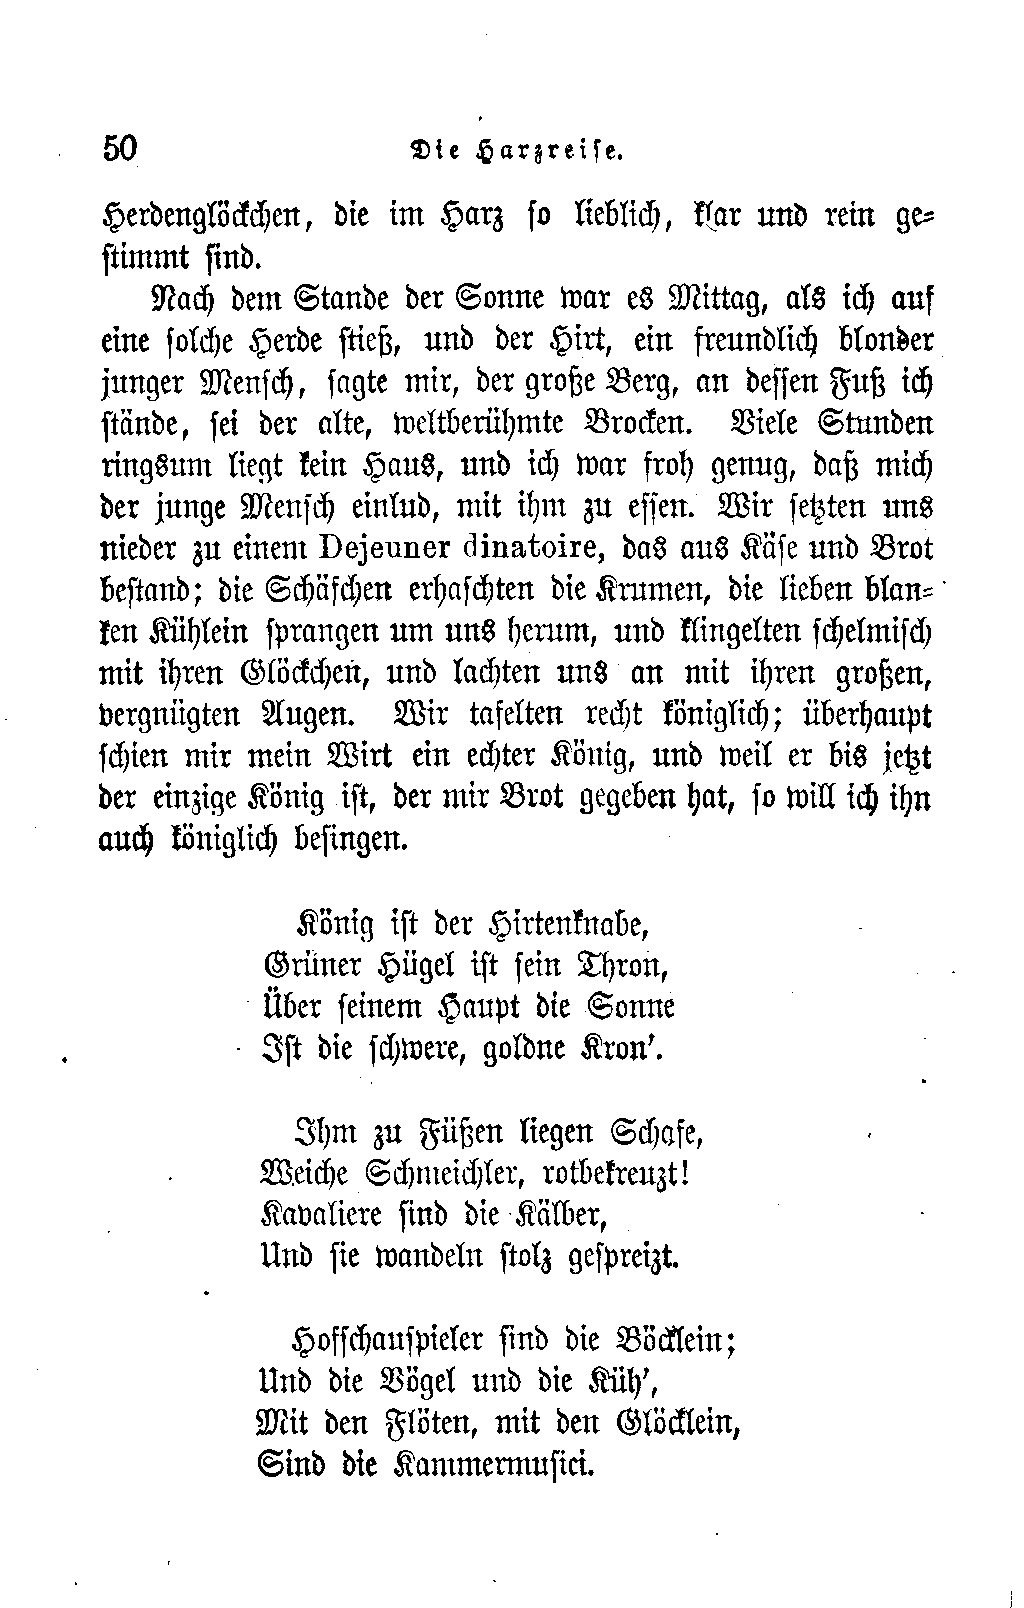 50 Die Harzreise.
Herdenglöckchen, die im Harz so lieblich, klar und rein ge-
stimmt sind.
Nach dem Stande der Sonne war es Mittag, als ich auf
eine solche Herde stieß, und der Hirt, ein freundlich blonder
junger Mensch, sagte mir, der große Berg, an dessen Fuß ich
stände, sei der alte, weltberühmte Brocken. Viele Stunden
ringsum liegt kein Haus, und ich war froh genug, daß mich
der junge Mensch einlud, mit ihm zu essen. Wir setzten uns
nieder zu einem Dejeuner dinatoire, das aus Käse und Brot
bestand; die Schäfchen erhaschten die Krumen, die lieben blan-
ken Kühlein sprangen um uns herum, und klingelten schelmisch
mit ihren Glöckchen, und lachten uns an mit ihren großen,
vergnügten Augen. Wir tafelten recht königlich; überhaupt
schien mir mein Wirt ein echter König, und weil er bis jetzt
der einzige König ist, der mir Brot gegeben hat, so will ich ihn
auch königlich besingen.
König ist der Hirtenknabe,
Grüner Hügel ist sein Thron,
Über seinem Haupt die Sonne
Ist die schwere, goldne Kron'.
Ihm zu Füßen liegen Schafe,
Weiche Schmeichler, rotbekreuzt!
Kavaliere sind die Kälber,
Und sie wandeln stolz gespreizt.
Hofschauspieler sind die Böcklein;
Und die Vögel und die Küh',
Mit den Flöten, mit den Glöcklein,
Sind die Kammermusici.